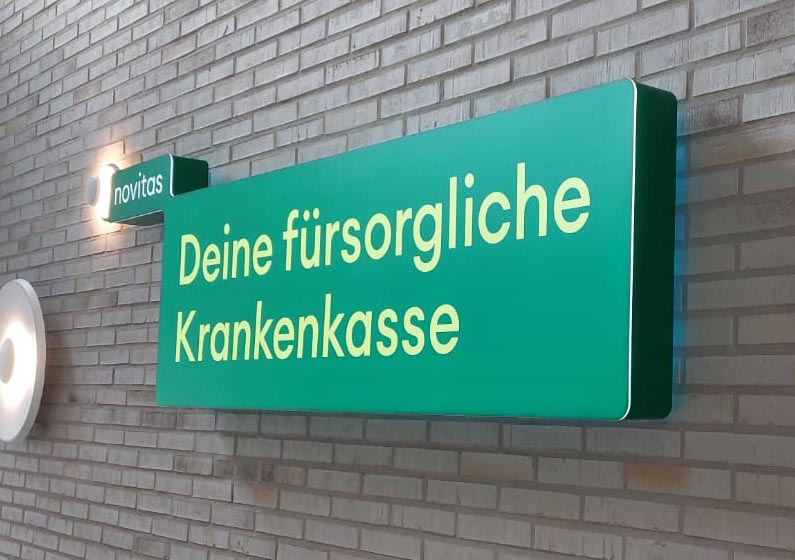 novitas
Deine fürsorgliche
Krankenkasse